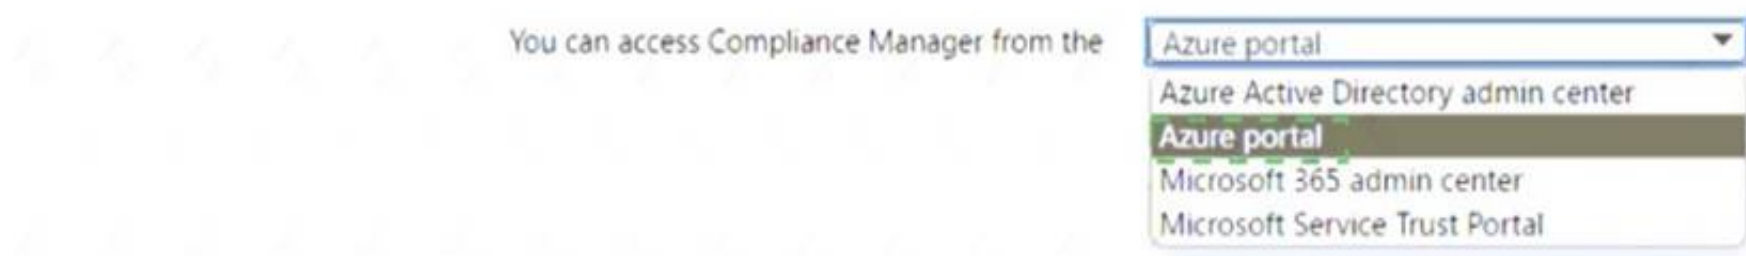 You can access Compliance Manager from the Azure portal
Azure Active Directory admin center
Azure portal
Microsoft 365 admin center
Microsoft Service Trust Portal